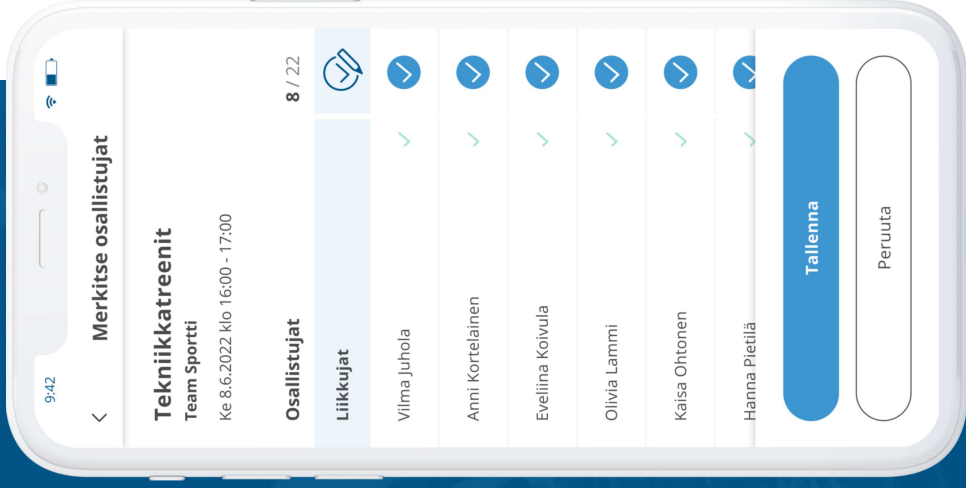 9:42
Merkitse osallistujat
Tekniikkatreenit
Team Sportti
Ke 8.6.2022 klo 16:00 - 17:00
Osallistujat 8 / 22
Liikkujat
Vilma Juhola
Anni Kortelainen
Eveliina Koivula
Olivia Lammi
Kaisa Ohtonen
Hanna Pietilä
Tallenna
Peruuta